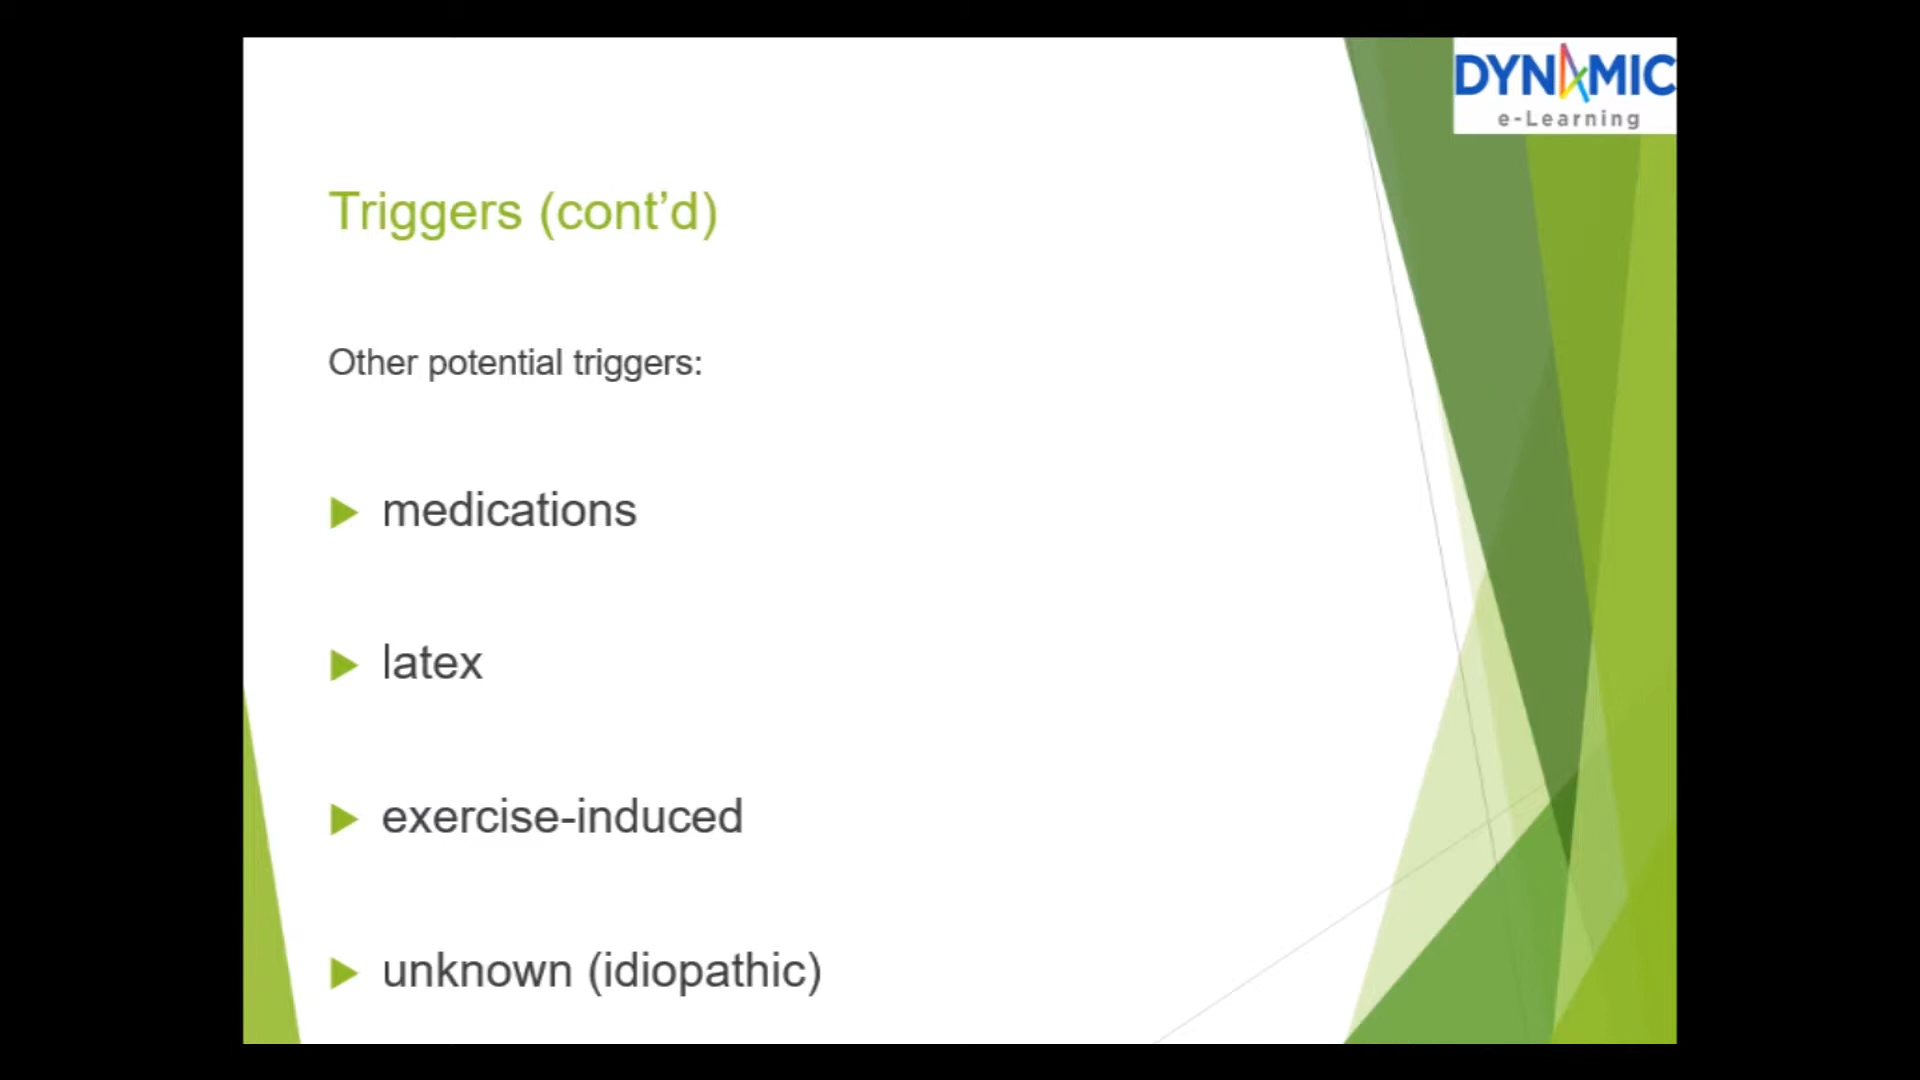 DYNAMIC
e-Learning
Triggers (cont’d)
Other potential triggers:
medications
latex
exercise-induced
unknown (idiopathic)